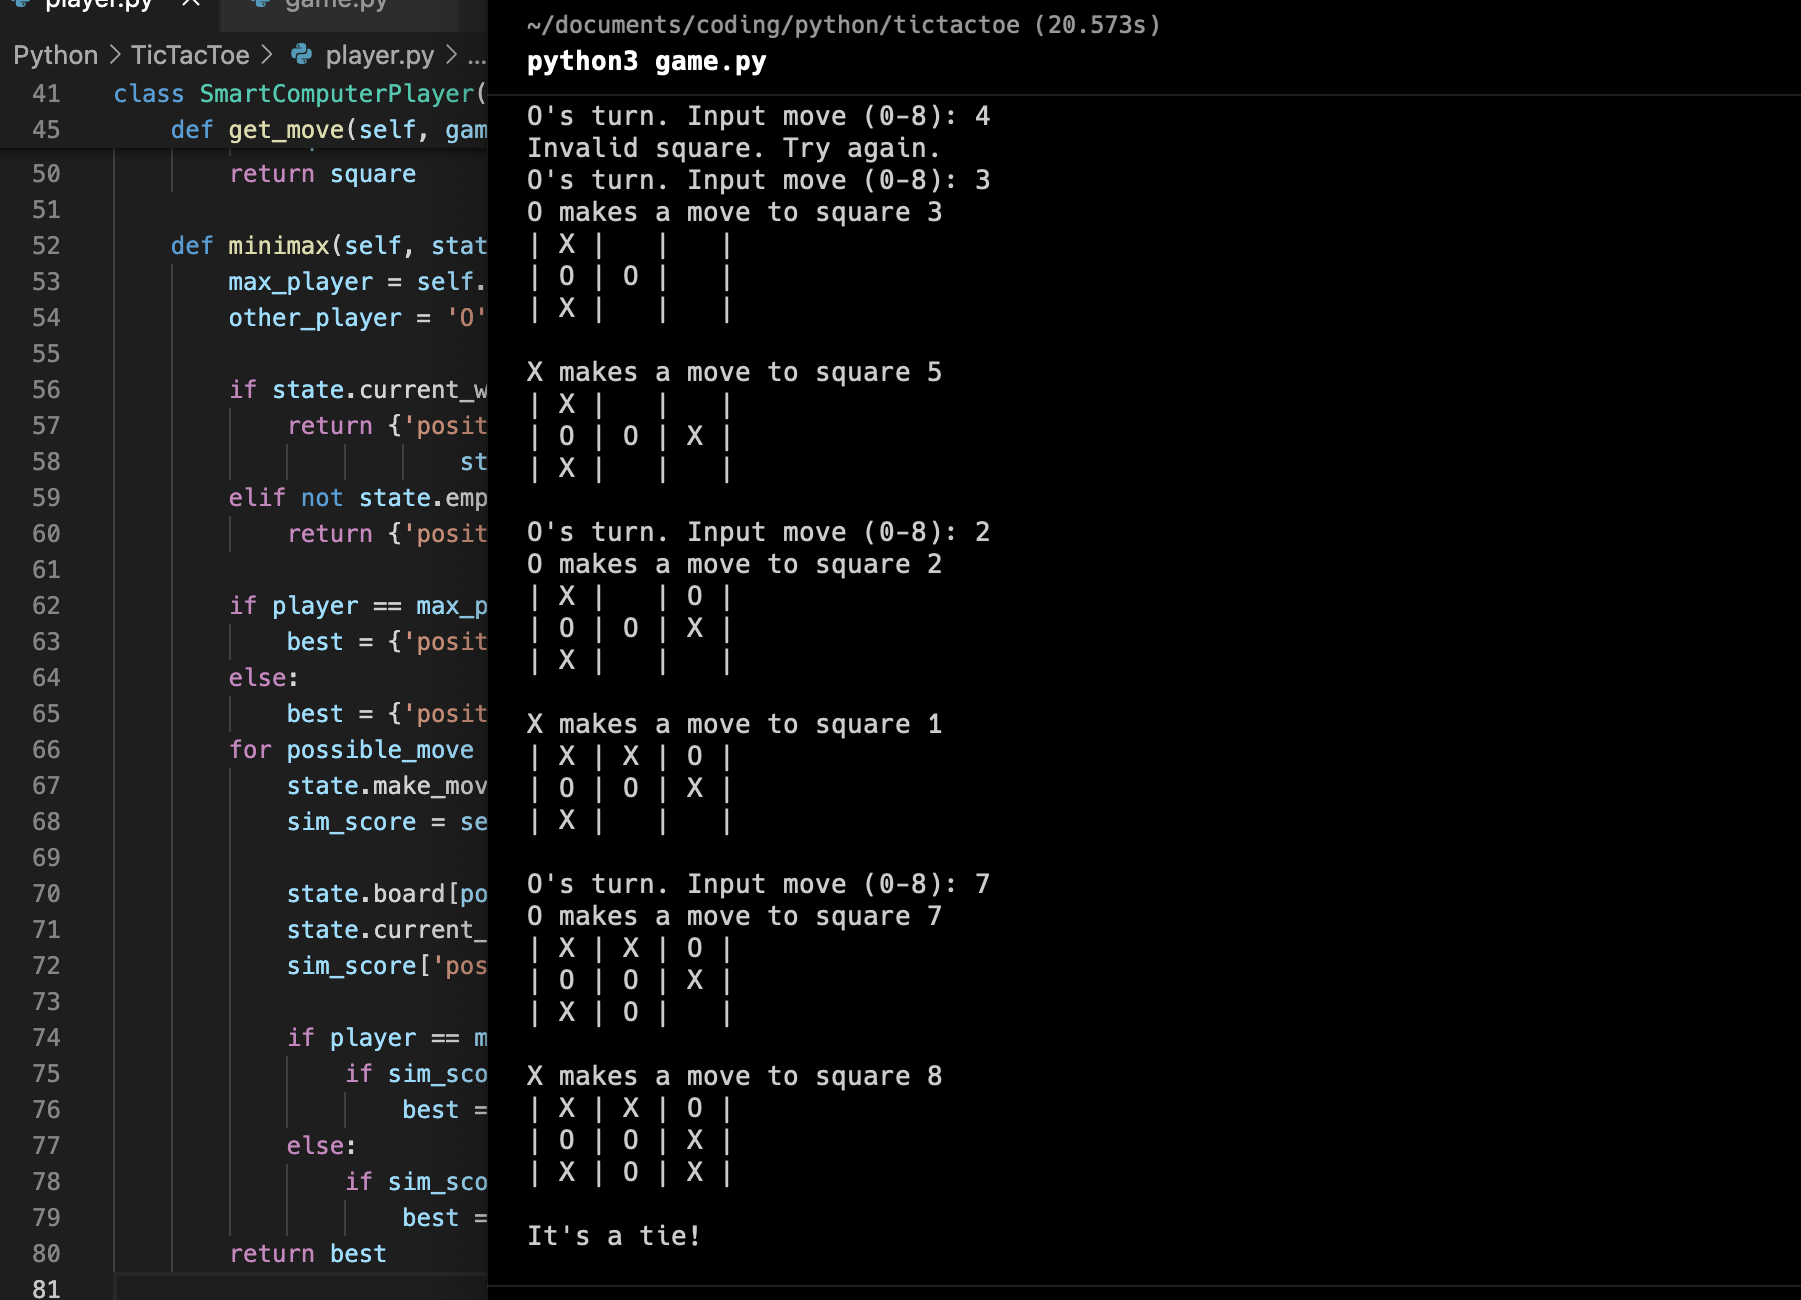 player.py × game.py
Python > TicTacToe > player.py > ...
41 class SmartComputerPlayer(
45 def get_move(self, gam
50 return square
51
52 def minimax(self, stat
53 max_player = self.
54 other_player = 'O'
55
56 if state.current_w
57 return {'posit
58 st
59 elif not state.emp
60 return {'posit
61
62 if player == max_p
63 best = {'posit
64 else:
65 best = {'posit
66 for possible_move
67 state.make_mov
68 sim_score = se
69
70 state.board[po
71 state.current_
72 sim_score['pos
73
74 if player == m
75 if sim_sco
76 best =
77 else:
78 if sim_sco
79 best =
80 return best
81
~/documents/coding/python/tictactoe (20.573s)
python3 game.py
O's turn. Input move (0-8): 4
Invalid square. Try again.
O's turn. Input move (0-8): 3
O makes a move to square 3
| X |   |   |
| O | O |   |
| X |   |   |
X makes a move to square 5
| X |   |   |
| O | O | X |
| X |   |   |
O's turn. Input move (0-8): 2
O makes a move to square 2
| X |   | O |
| O | O | X |
| X |   |   |
X makes a move to square 1
| X | X | O |
| O | O | X |
| X |   |   |
O's turn. Input move (0-8): 7
O makes a move to square 7
| X | X | O |
| O | O | X |
| X | O |   |
X makes a move to square 8
| X | X | O |
| O | O | X |
| X | O | X |
It's a tie!